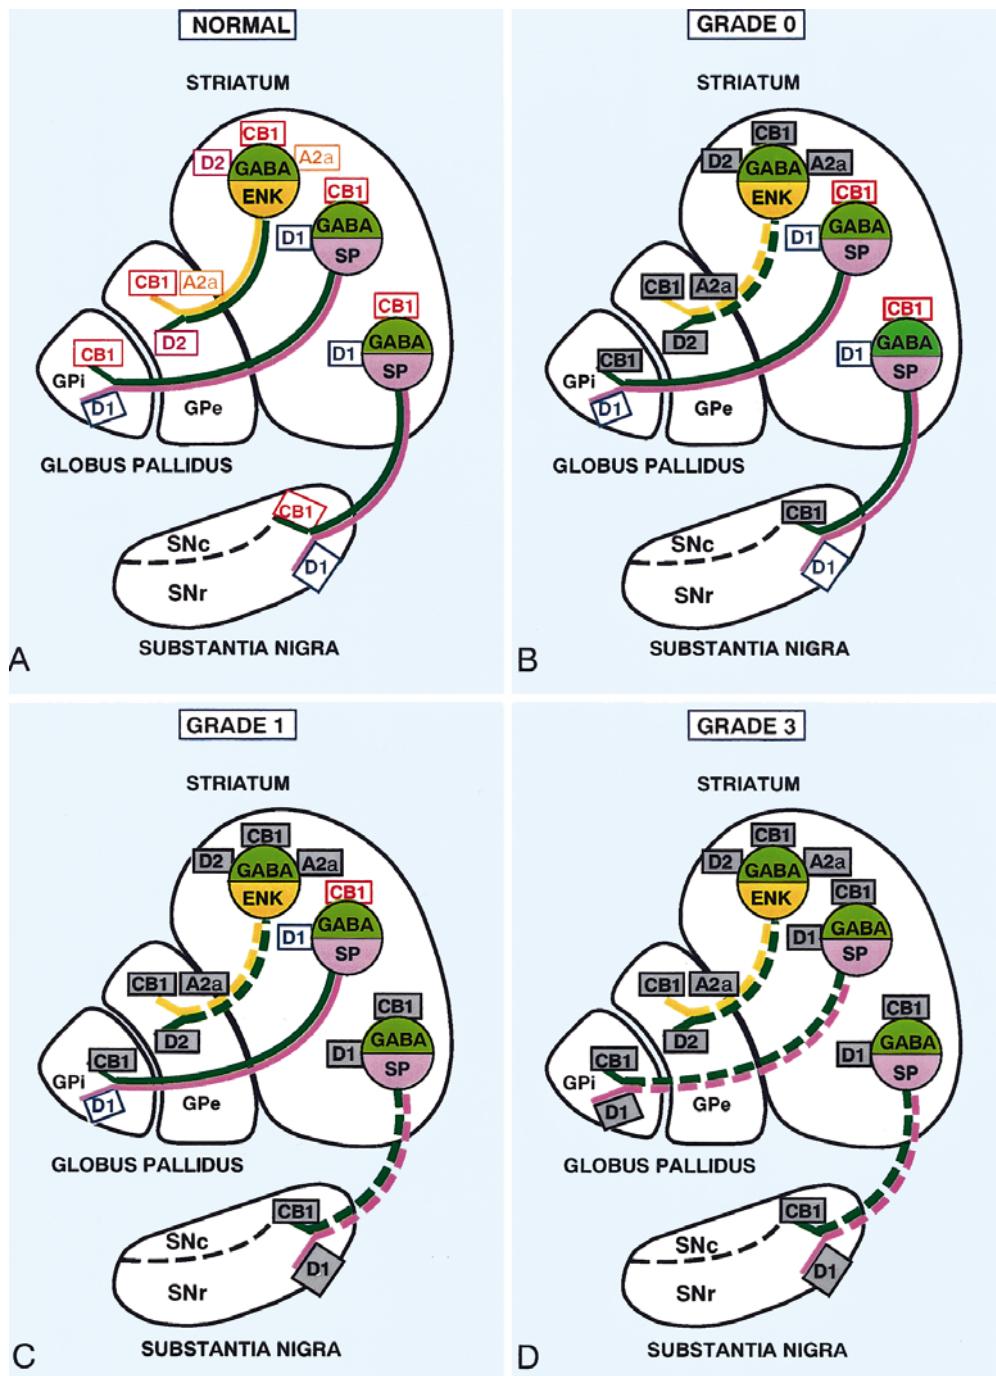 NORMAL
STRIATUM
CB1
D2
GABA
A2a
ENK
CB1
GABA
D1
SP
CB1
A2a
D2
CB1
GABA
D1
SP
CB1
GPi
D1
GPe
GLOBUS PALLIDUS
CB1
SNc
D1
SNr
SUBSTANTIA NIGRA
A
GRADE 0
STRIATUM
CB1
D2
GABA
A2a
ENK
CB1
GABA
D1
SP
CB1
A2a
D2
CB1
GABA
D1
SP
CB1
GPi
D1
GPe
GLOBUS PALLIDUS
CB1
SNc
D1
SNr
SUBSTANTIA NIGRA
B
GRADE 1
STRIATUM
CB1
D2
GABA
A2a
ENK
CB1
GABA
D1
SP
CB1
A2a
D2
CB1
GABA
D1
SP
CB1
GPi
D1
GPe
GLOBUS PALLIDUS
CB1
SNc
D1
SNr
SUBSTANTIA NIGRA
C
GRADE 3
STRIATUM
CB1
D2
GABA
A2a
ENK
CB1
GABA
D1
SP
CB1
A2a
D2
CB1
GABA
D1
SP
CB1
GPi
D1
GPe
GLOBUS PALLIDUS
CB1
SNc
D1
SNr
SUBSTANTIA NIGRA
D